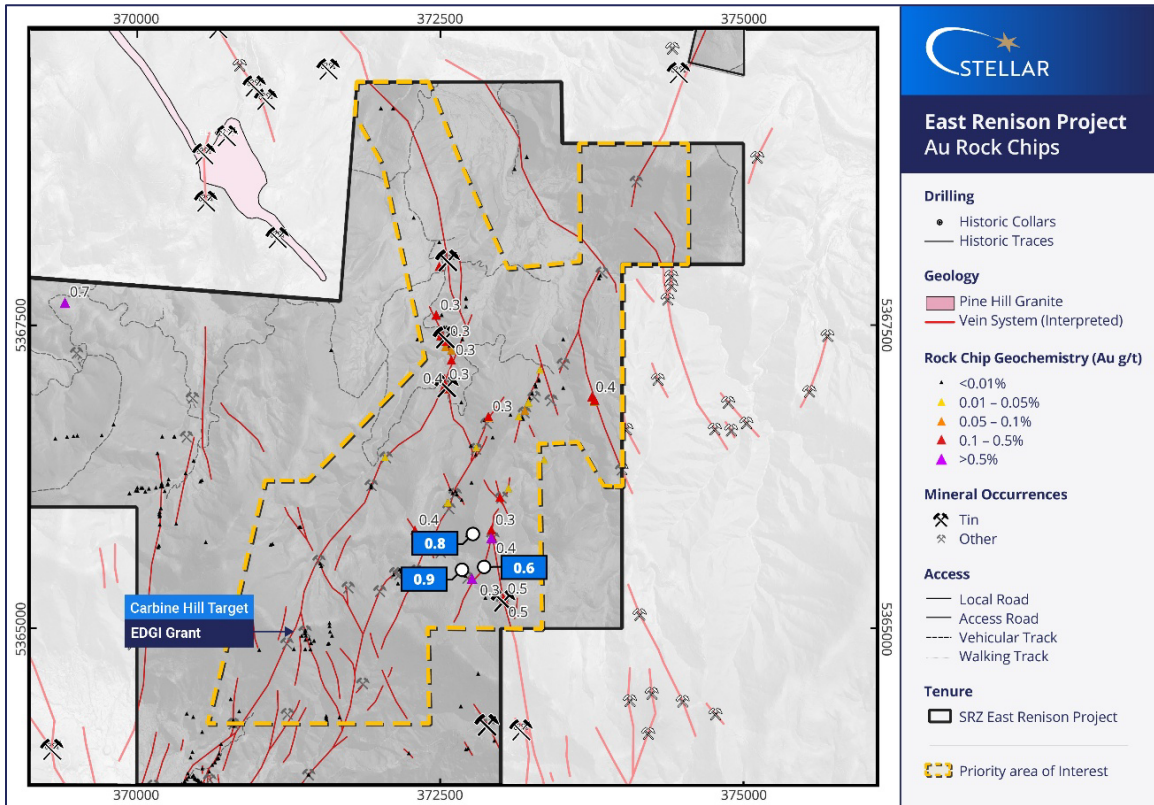 370000 372500 375000
0.7
5367500
5367500
0.3
0.3
0.3
0.3
0.4
0.3
0.4
0.4
0.3
0.8
0.4
0.6
0.9
0.3
0.5
0.5
Carbine Hill Target
EDGI Grant
5365000
5365000
370000 372500 375000
STELLAR
East Renison Project
Au Rock Chips
Drilling
Historic Collars
Historic Traces
Geology
Pine Hill Granite
Vein System (Interpreted)
Rock Chip Geochemistry (Au g/t)
<0.01%
0.01 – 0.05%
0.05 – 0.1%
0.1 – 0.5%
>0.5%
Mineral Occurrences
Tin
Other
Access
Local Road
Access Road
Vehicular Track
Walking Track
Tenure
SRZ East Renison Project
Priority area of Interest